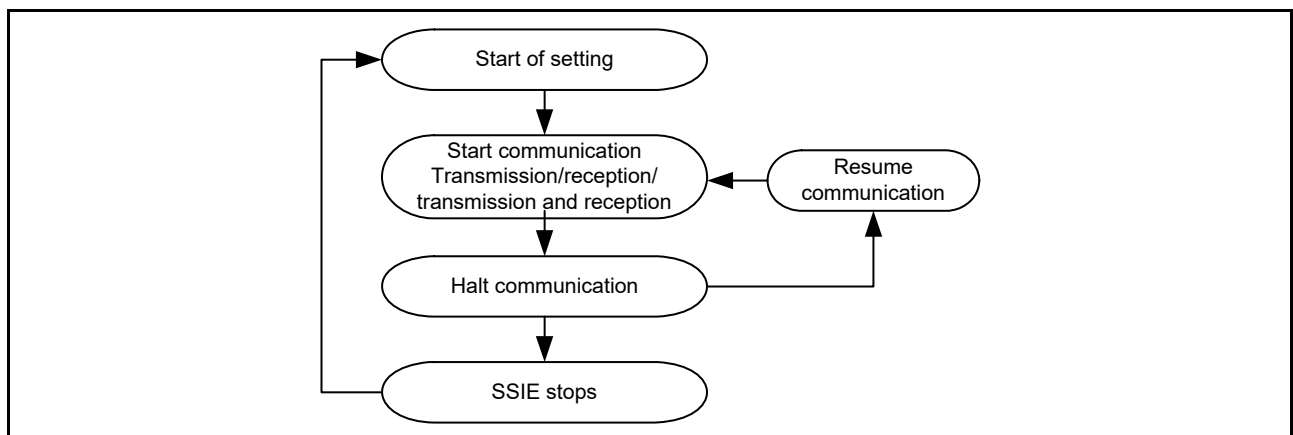 Start of setting
Start communication
Transmission/reception/
transmission and reception
Resume
communication
Halt communication
SSIE stops